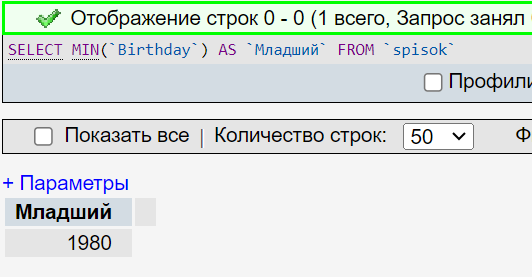 Отображение строк 0 - 0 (1 всего, Запрос занял
SELECT MIN(`Birthday`) AS `Младший` FROM `spisok`
Профили
Показать все | Количество строк: 50 Ф
+ Параметры
Младший
1980